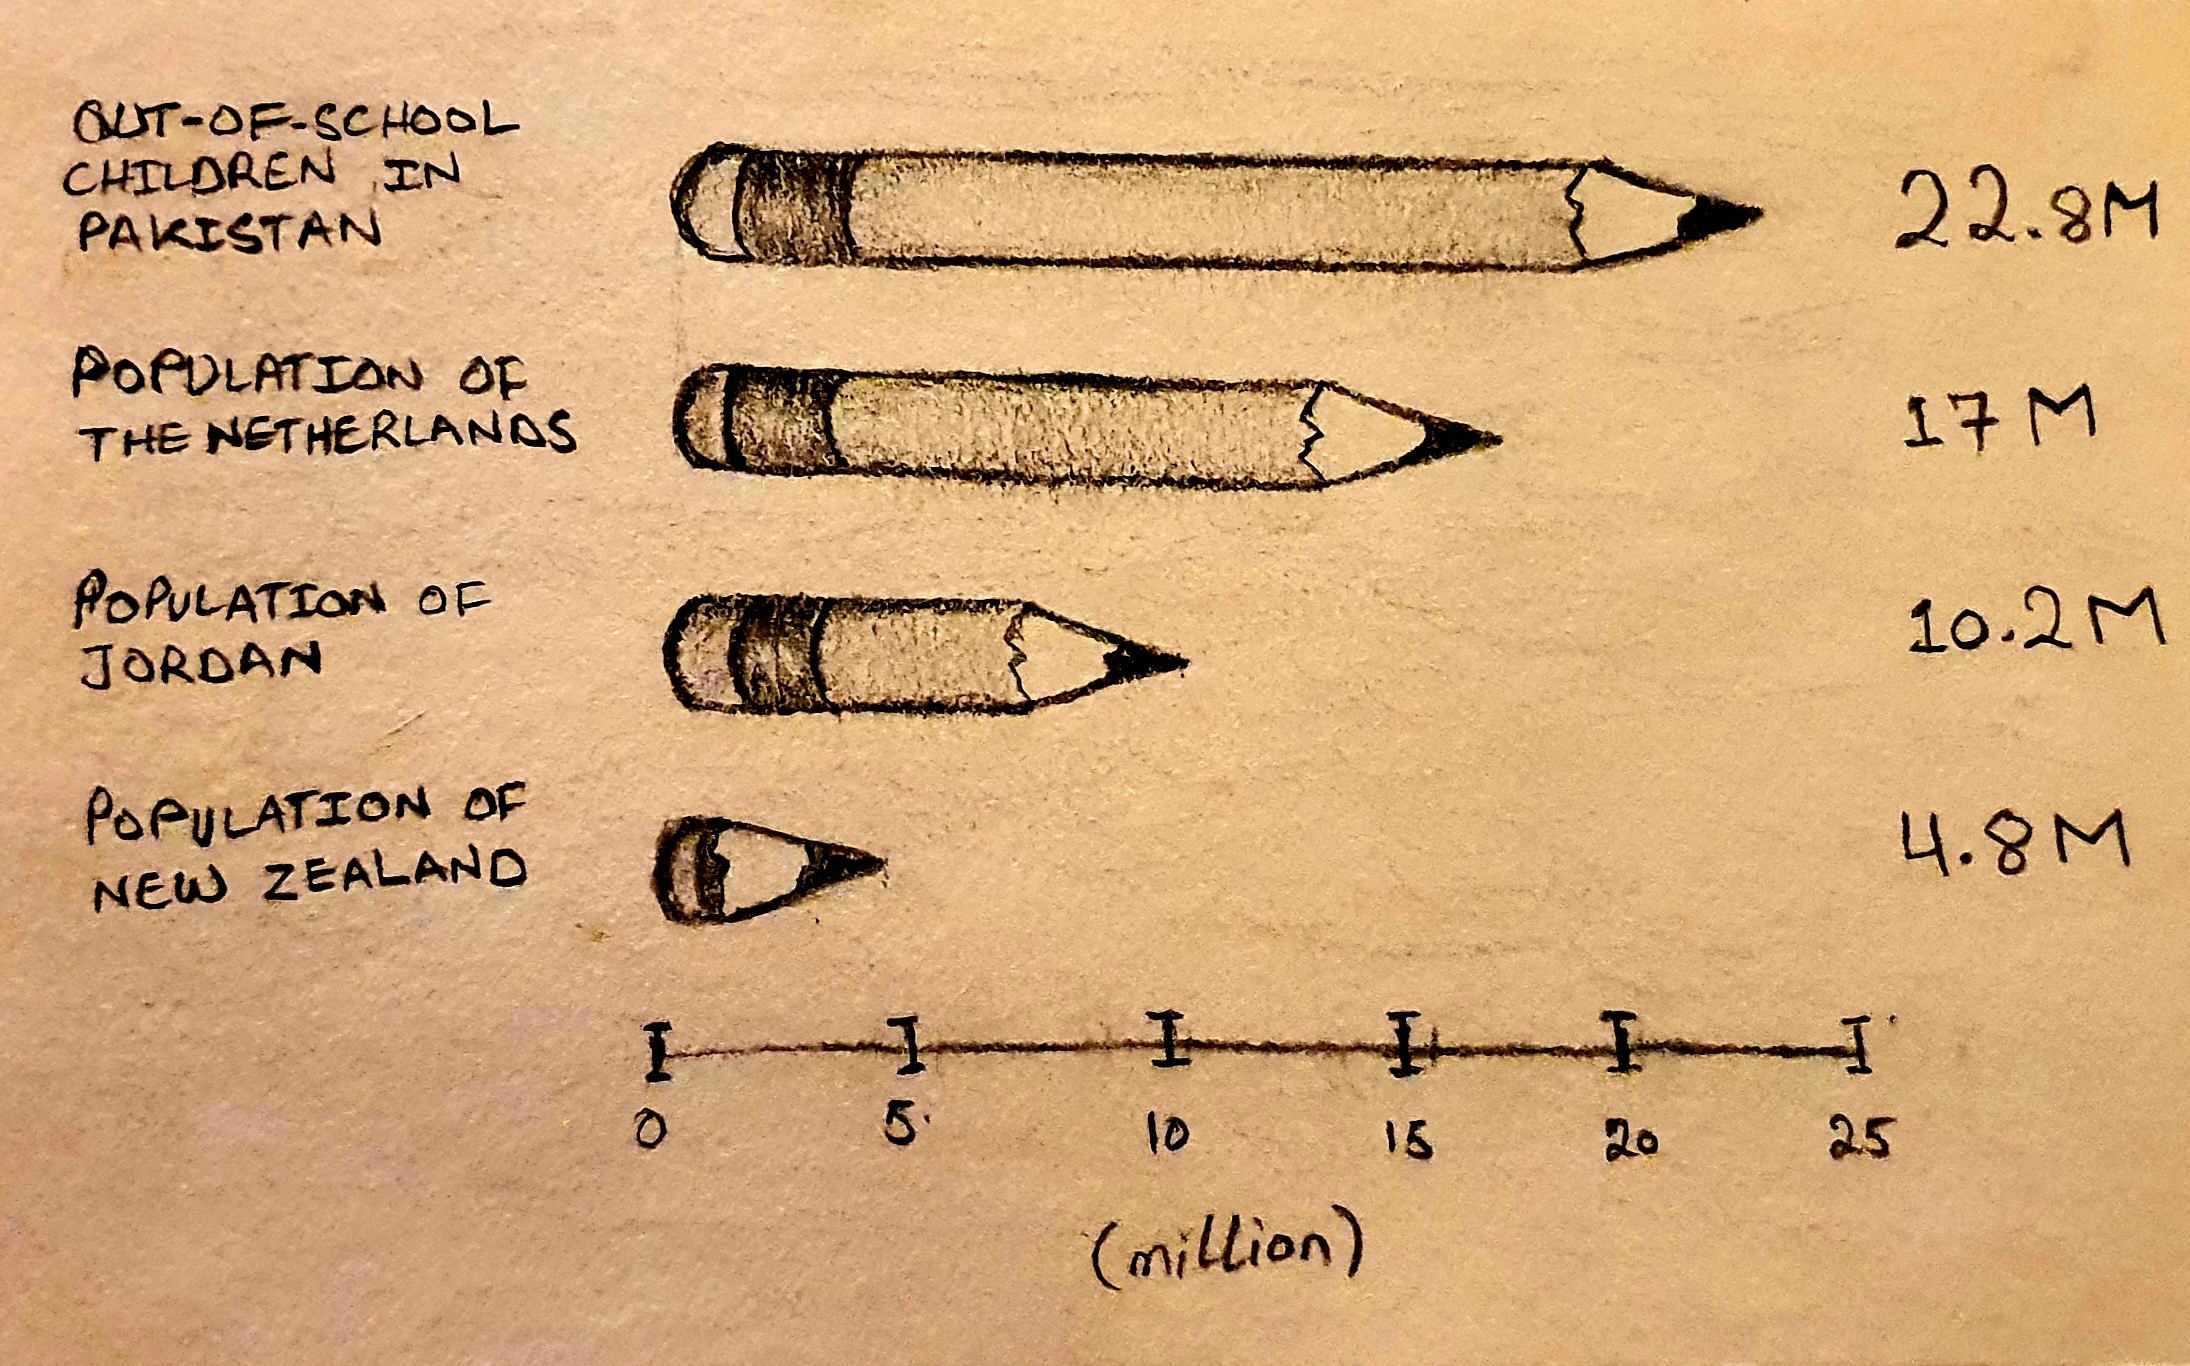 OUT-OF-SCHOOL
CHILDREN IN
PAKISTAN
22.8M
POPULATION OF
THE NETHERLANDS
17 M
POPULATION OF
JORDAN
10.2M
POPULATION OF
NEW ZEALAND
4.8M
0 5 10 15 20 25
(million)